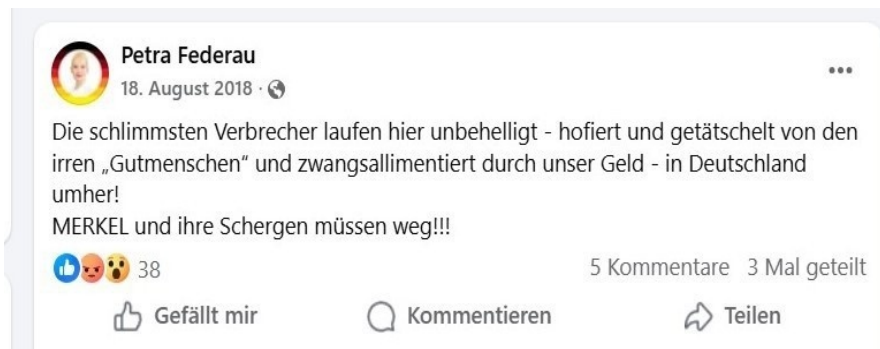 Petra Federau
18. August 2018 ·
Die schlimmsten Verbrecher laufen hier unbehelligt - hofiert und getätschelt von den
irren „Gutmenschen“ und zwangsallimentiert durch unser Geld - in Deutschland
umher!
MERKEL und ihre Schergen müssen weg!!!
38 5 Kommentare 3 Mal geteilt
Gefällt mir Kommentieren Teilen